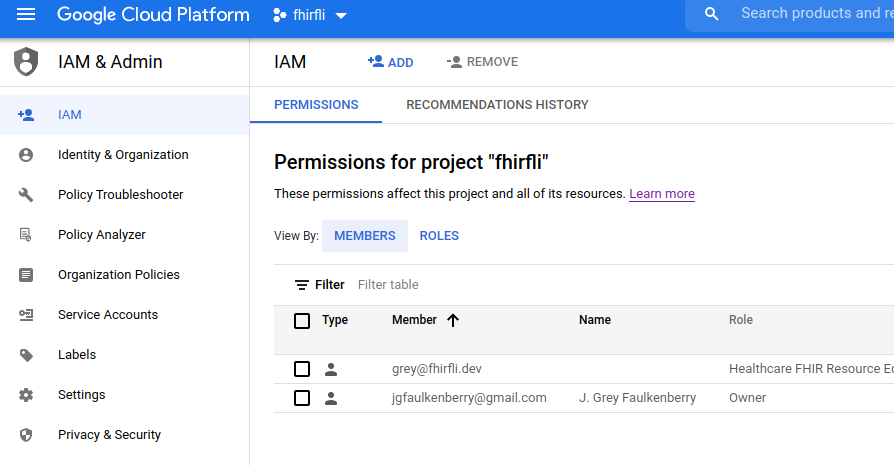 Google Cloud Platform
fhirfli
Search products and re
IAM & Admin
IAM
ADD
REMOVE
IAM
Identity & Organization
Policy Troubleshooter
Policy Analyzer
Organization Policies
Service Accounts
Labels
Settings
Privacy & Security
PERMISSIONS
RECOMMENDATIONS HISTORY
Permissions for project "fhirfli"
These permissions affect this project and all of its resources. Learn more
View By: MEMBERS ROLES
Filter Filter table
Type Member Name Role
grey@fhirfli.dev Healthcare FHIR Resource Ed
jgfaulkenberry@gmail.com J. Grey Faulkenberry Owner